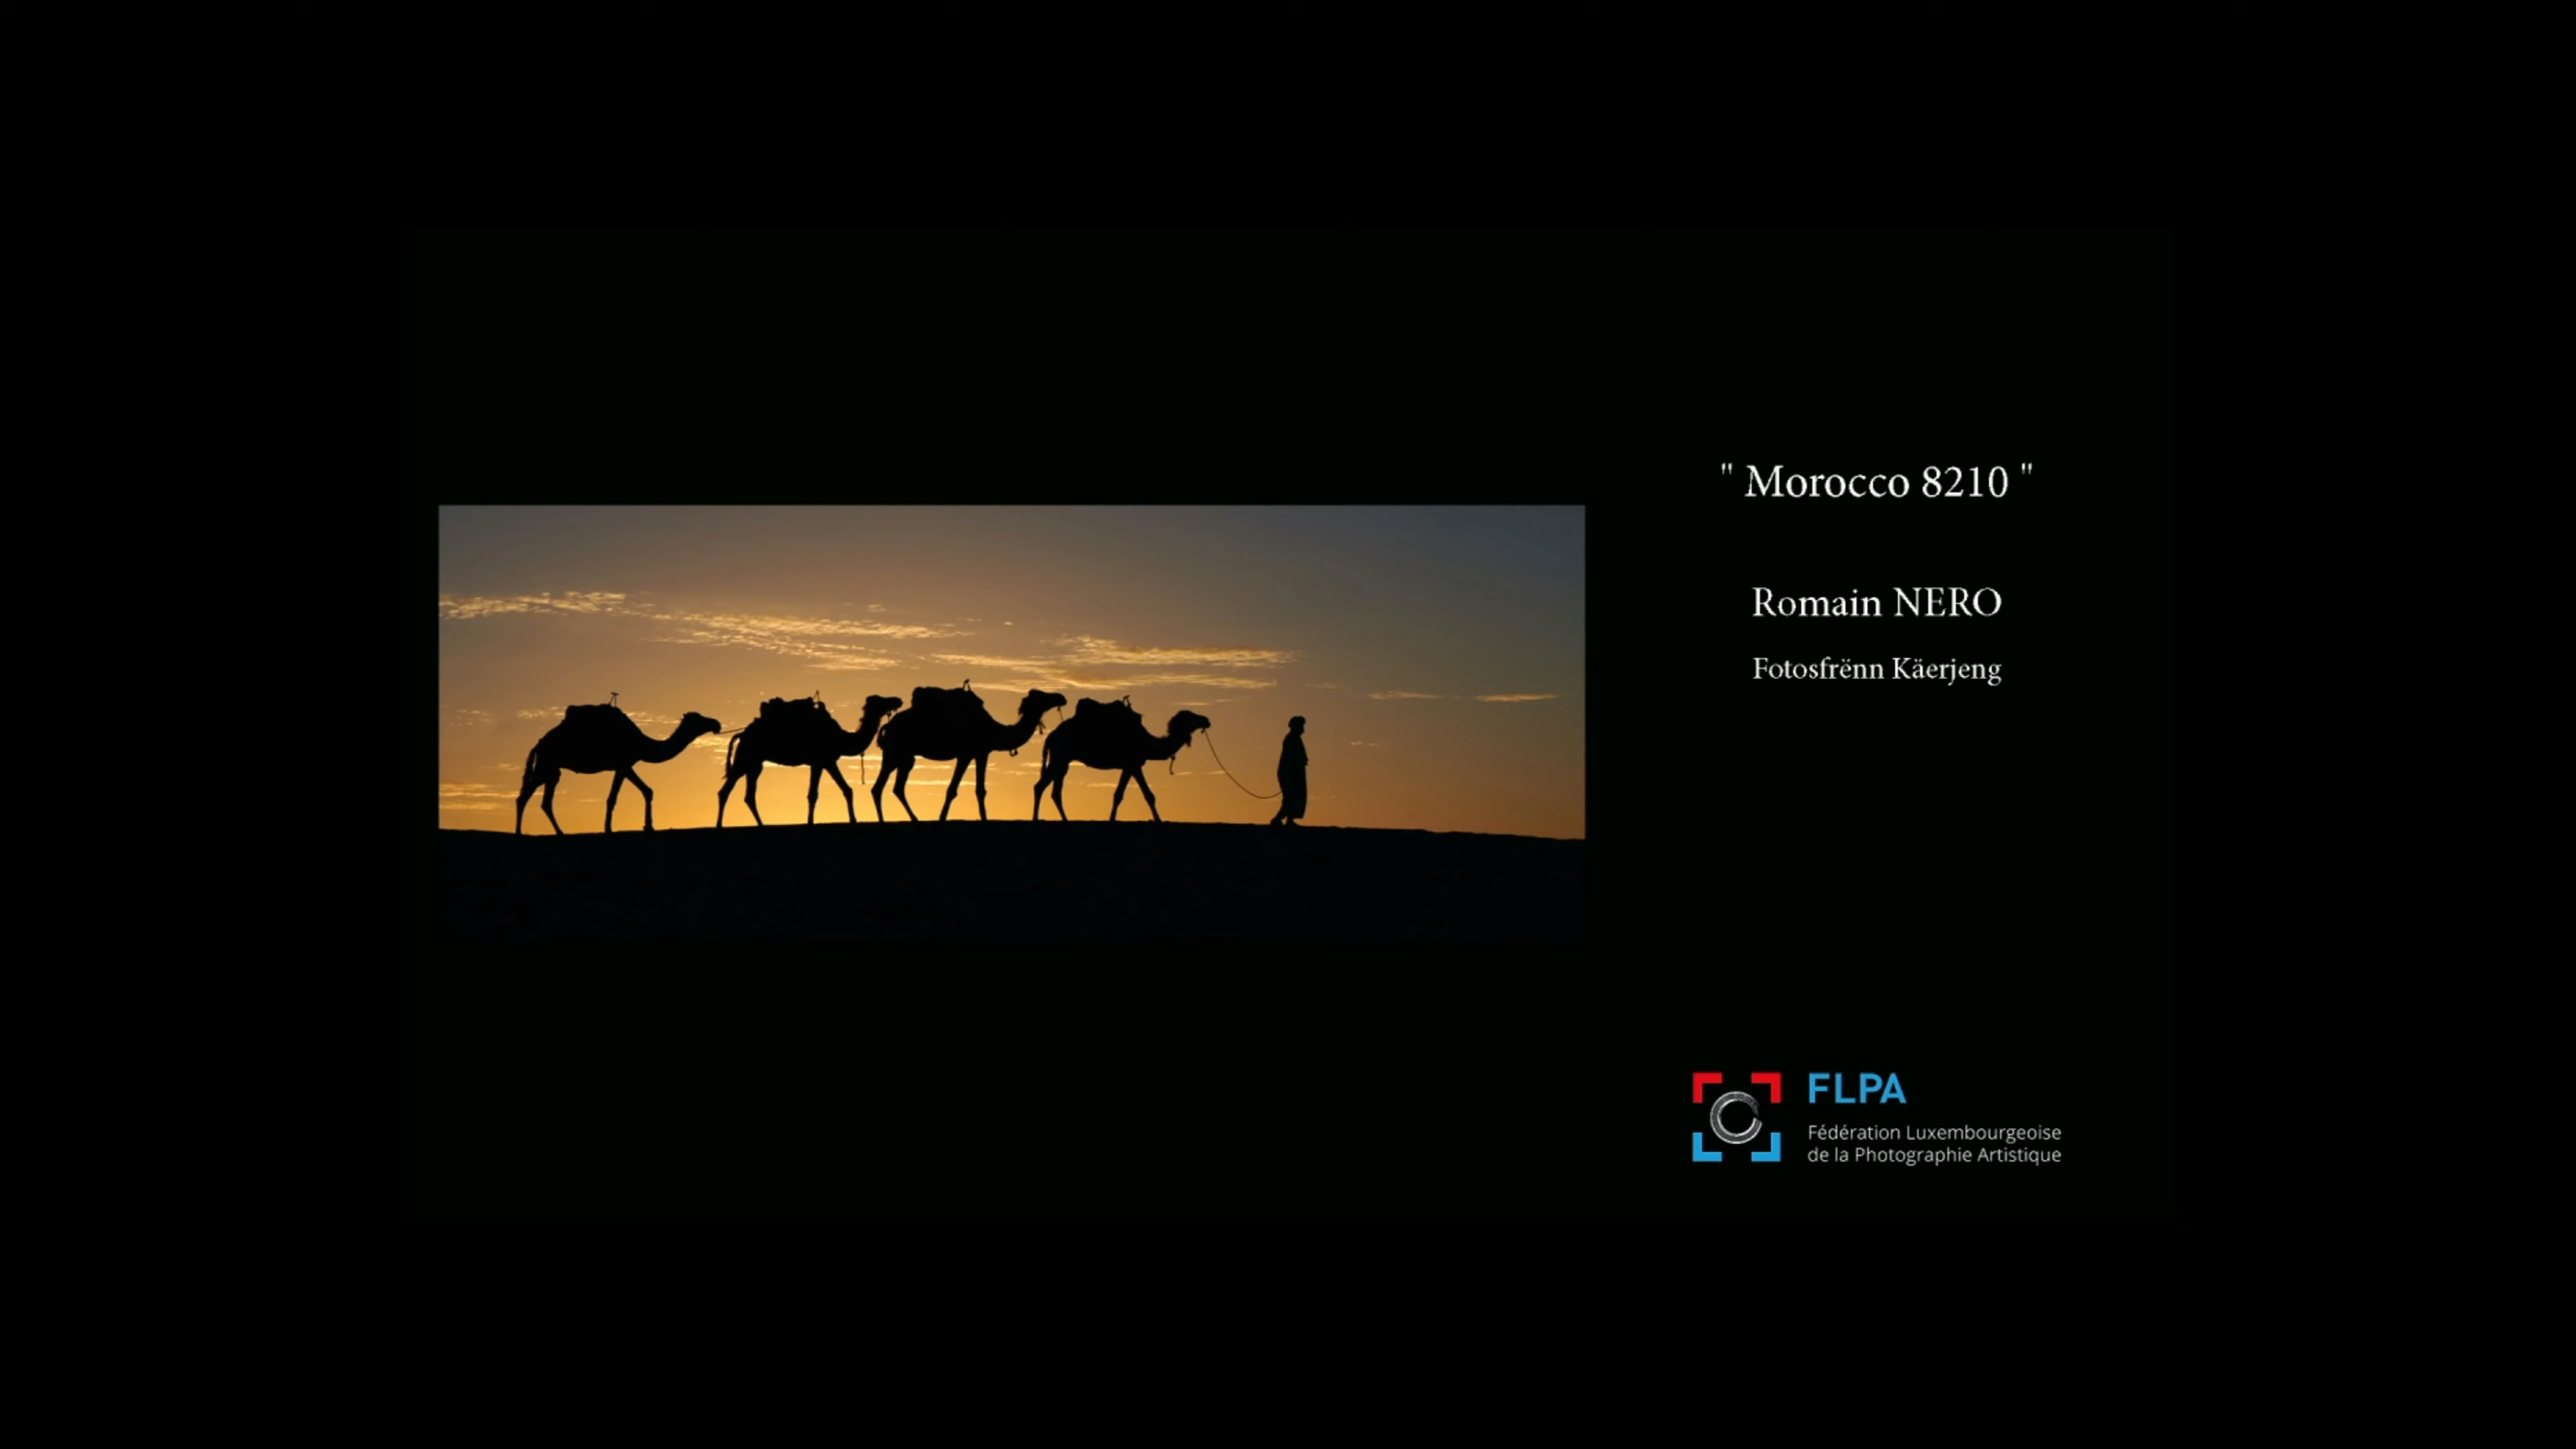 " Morocco 8210 "
Romain NERO
Fotosfrënn Käerjeng
FLPA
Fédération Luxembourgeoise
de la Photographie Artistique